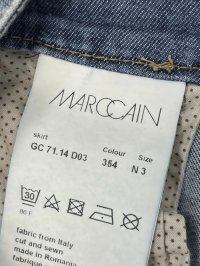 MARCCAIN
skirt Colour Size
GC 71.14 D03 354 N 3
30
86 F
fabric from Italy
cut and sewn
made in Romania
fabrique